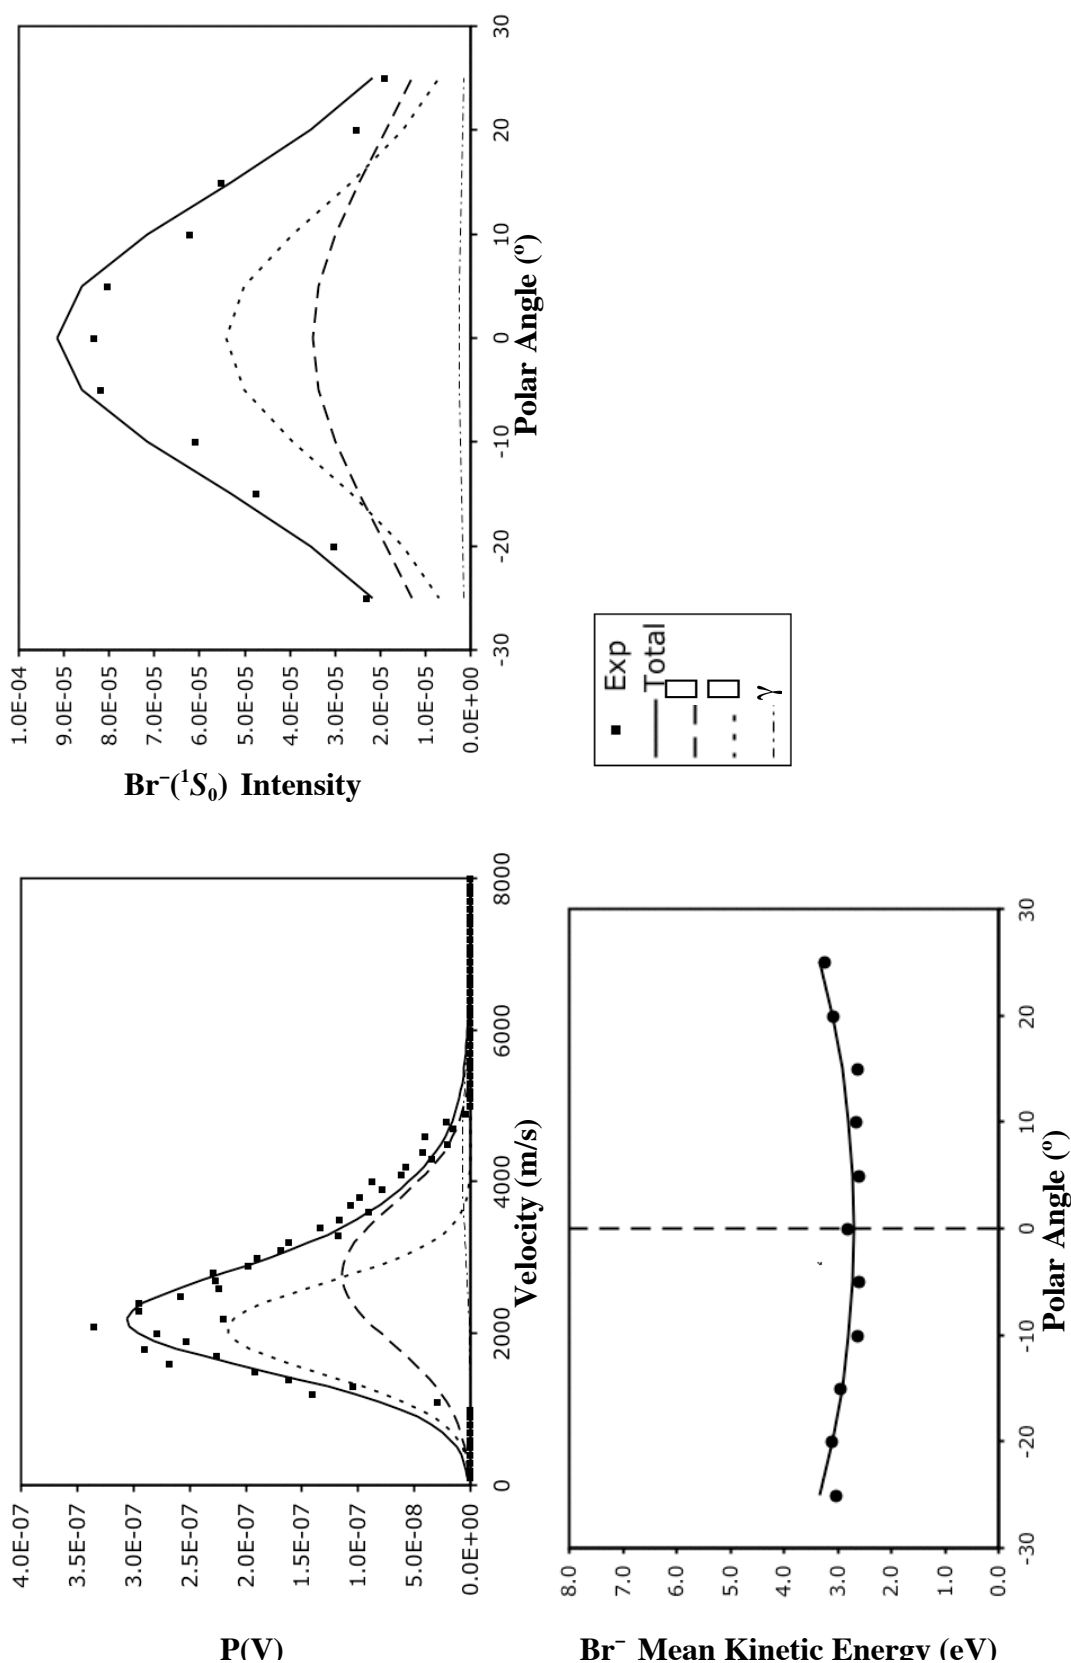 P(V)
4.0E-07
3.5E-07
3.0E-07
2.5E-07
2.0E-07
1.5E-07
1.0E-07
5.0E-08
0.0E+00
0
2000
4000
6000
8000
Velocity (m/s)
Br⁻(¹S₀) Intensity
1.0E-04
9.0E-05
8.0E-05
7.0E-05
6.0E-05
5.0E-05
4.0E-05
3.0E-05
2.0E-05
1.0E-05
0.0E+00
-30
-20
-10
0
10
20
30
Polar Angle (º)
Br⁻ Mean Kinetic Energy (eV)
8.0
7.0
6.0
5.0
4.0
3.0
2.0
1.0
0.0
-30
-20
-10
0
10
20
30
Polar Angle (º)
Exp
Total
γ